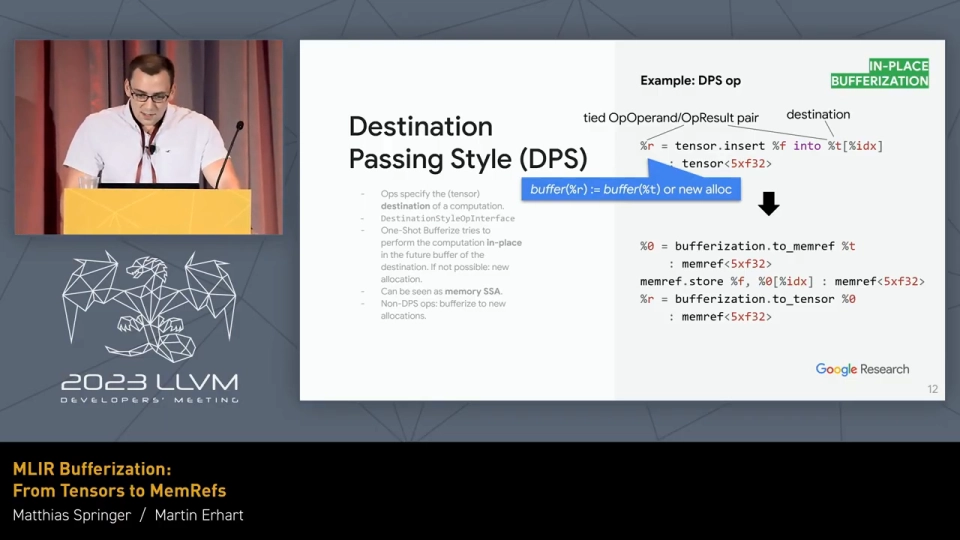 IN-PLACE
BUFFERIZATION
Example: DPS op
tied OpOperand/OpResult pair
destination
%r = tensor.insert %f into %t[%idx]
: tensor<5xf32>
buffer(%r) := buffer(%t) or new alloc
Destination
Passing Style (DPS)
- Ops specify the (tensor)
destination of a computation.
- DestinationStyleOpInterface
- One-Shot Bufferize tries to
perform the computation in-place
in the future buffer of the
destination. If not possible: new
allocation.
- Can be seen as memory SSA.
- Non-DPS ops: bufferize to new
allocations.
%0 = bufferization.to_memref %t
: memref<5xf32>
memref.store %f, %0[%idx] : memref<5xf32>
%r = bufferization.to_tensor %0
: memref<5xf32>
Google Research
12
2023 LLVM
DEVELOPERS' MEETING
MLIR Bufferization:
From Tensors to MemRefs
Matthias Springer / Martin Erhart